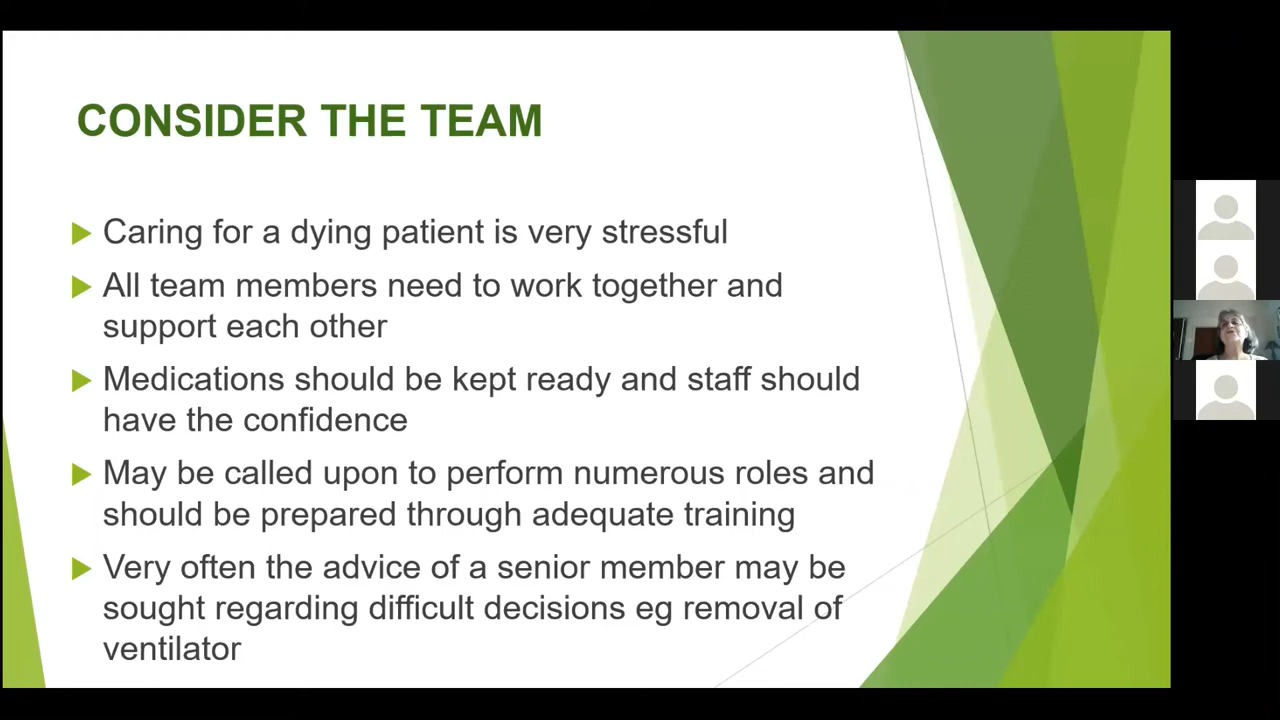 CONSIDER THE TEAM
Caring for a dying patient is very stressful
All team members need to work together and
support each other
Medications should be kept ready and staff should
have the confidence
May be called upon to perform numerous roles and
should be prepared through adequate training
Very often the advice of a senior member may be
sought regarding difficult decisions eg removal of
ventilator